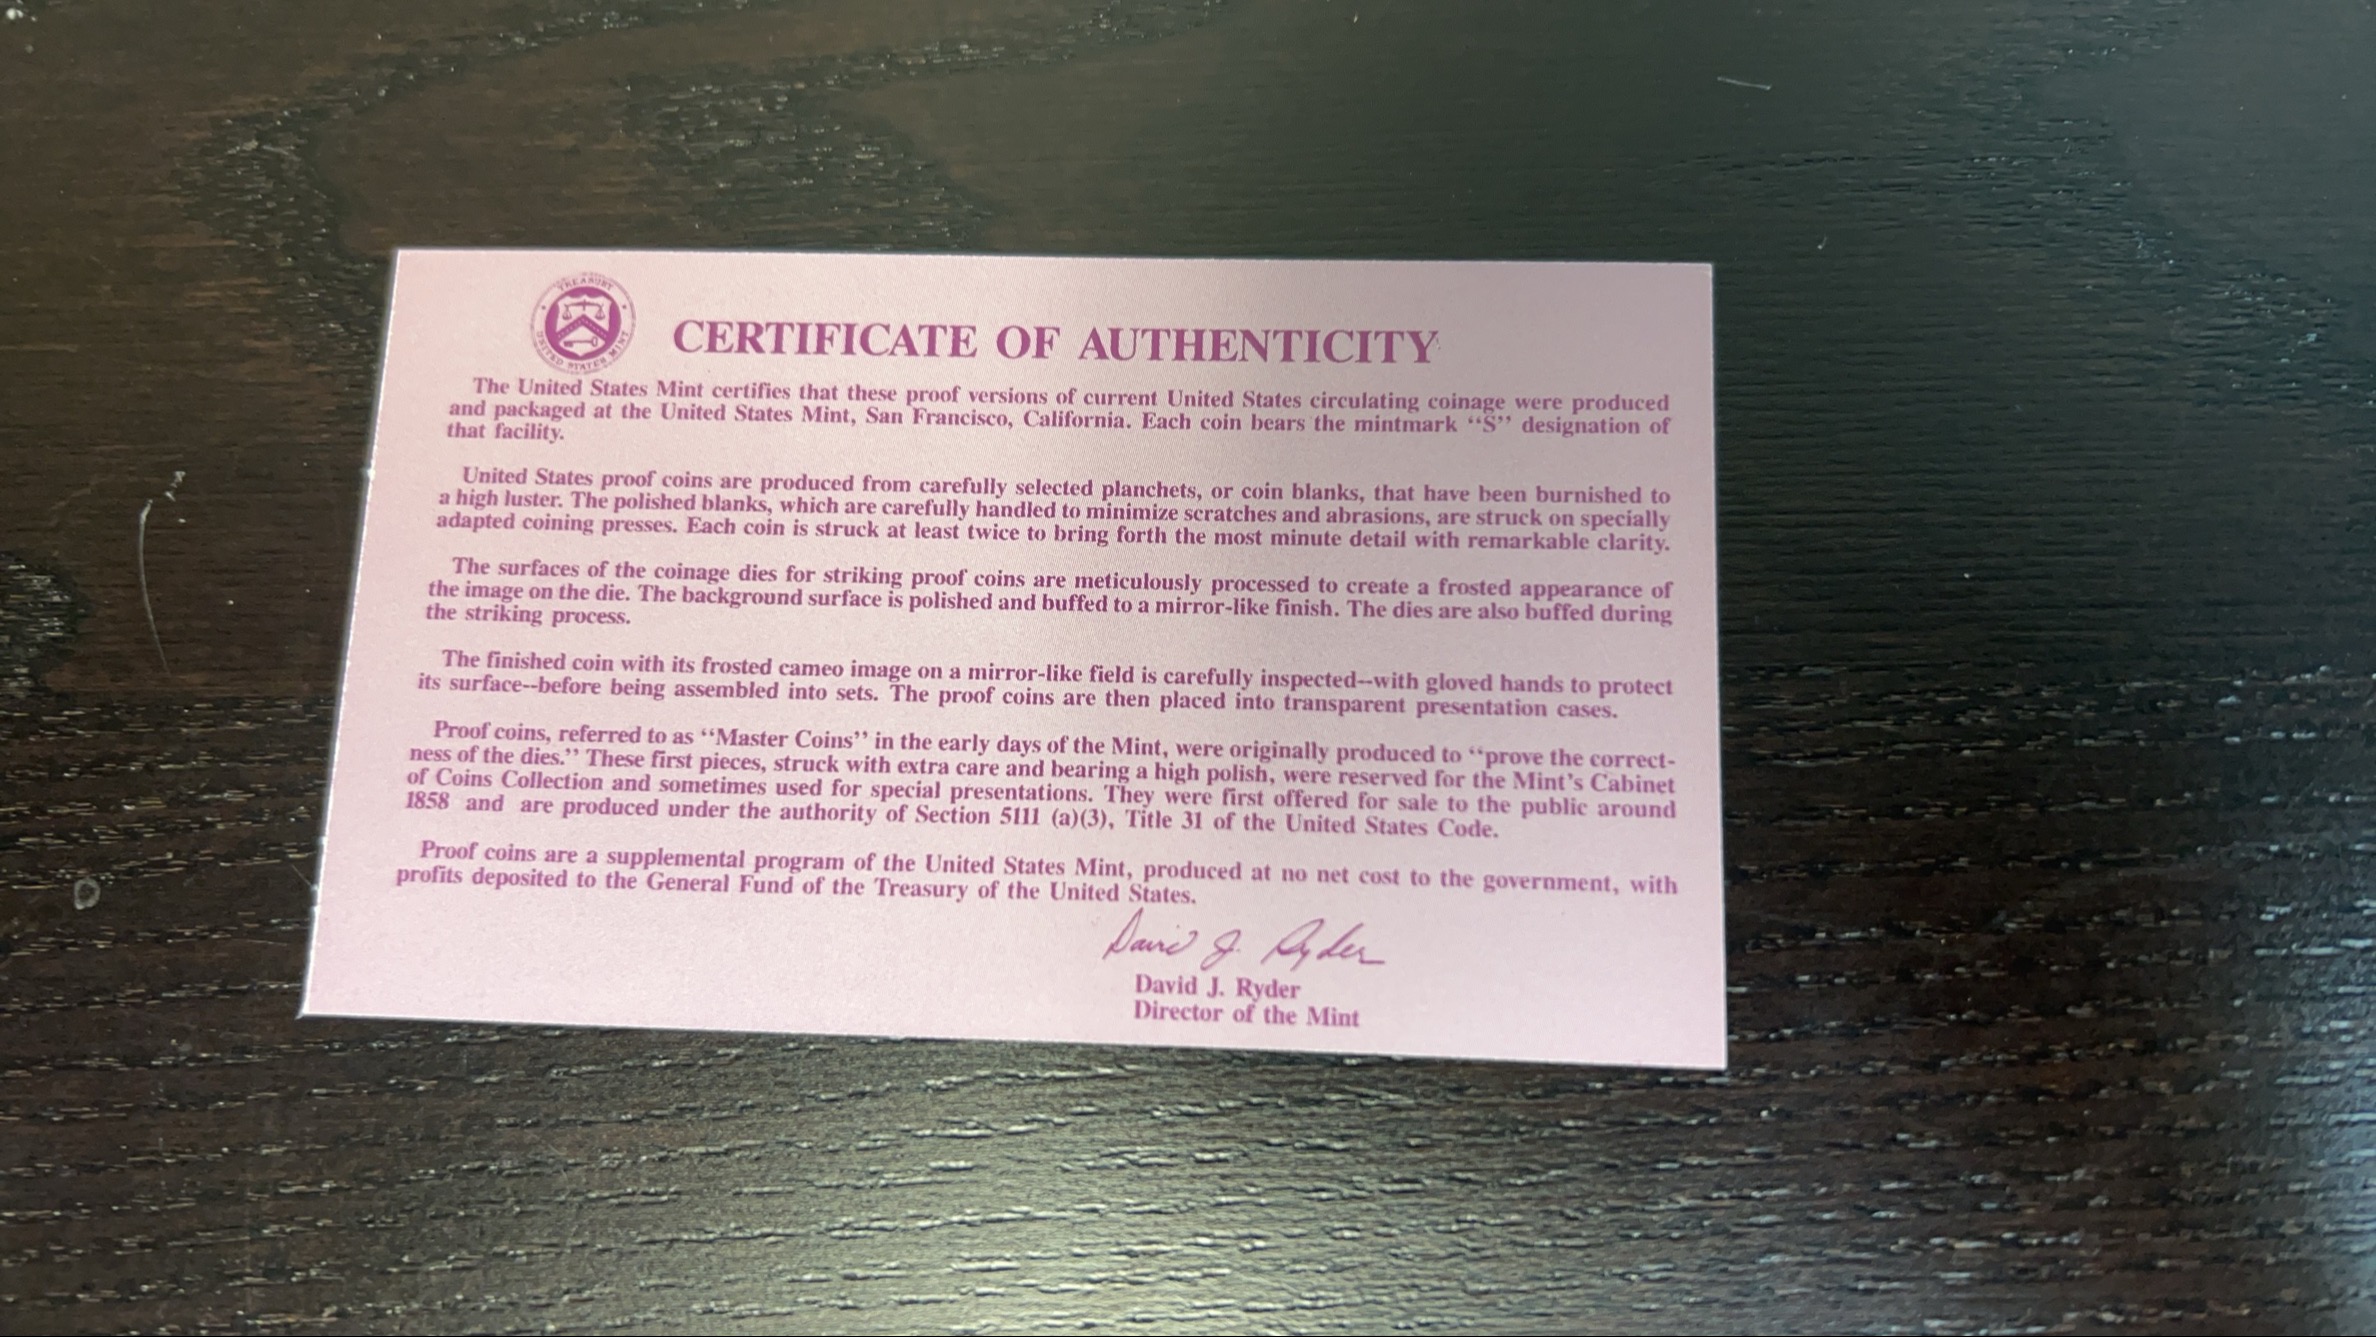 TREASURY
UNITED STATES MINT
CERTIFICATE OF AUTHENTICITY
The United States Mint certifies that these proof versions of current United States circulating coinage were produced
and packaged at the United States Mint, San Francisco, California. Each coin bears the mintmark “S” designation of
that facility.
United States proof coins are produced from carefully selected planchets, or coin blanks, that have been burnished to
a high luster. The polished blanks, which are carefully handled to minimize scratches and abrasions, are struck on specially
adapted coining presses. Each coin is struck at least twice to bring forth the most minute detail with remarkable clarity.
The surfaces of the coinage dies for striking proof coins are meticulously processed to create a frosted appearance of
the image on the die. The background surface is polished and buffed to a mirror-like finish. The dies are also buffed during
the striking process.
The finished coin with its frosted cameo image on a mirror-like field is carefully inspected--with gloved hands to protect
its surface--before being assembled into sets. The proof coins are then placed into transparent presentation cases.
Proof coins, referred to as “Master Coins” in the early days of the Mint, were originally produced to “prove the correct-
ness of the dies.” These first pieces, struck with extra care and bearing a high polish, were reserved for the Mint’s Cabinet
of Coins Collection and sometimes used for special presentations. They were first offered for sale to the public around
1858 and are produced under the authority of Section 5111 (a)(3), Title 31 of the United States Code.
Proof coins are a supplemental program of the United States Mint, produced at no net cost to the government, with
profits deposited to the General Fund of the Treasury of the United States.
David J. Ryder
David J. Ryder
Director of the Mint